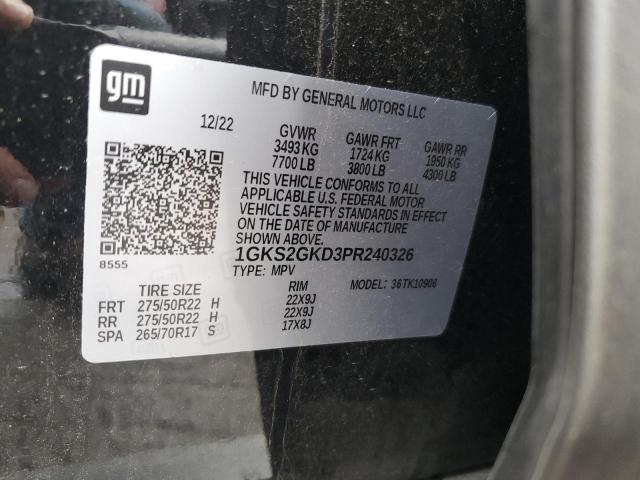 gm
MFD BY GENERAL MOTORS LLC
12/22 GVWR GAWR FRT GAWR RR
3493 KG 1724 KG 1950 KG
7700 LB 3800 LB 4300 LB
THIS VEHICLE CONFORMS TO ALL
APPLICABLE U.S. FEDERAL MOTOR
VEHICLE SAFETY STANDARDS IN EFFECT
ON THE DATE OF MANUFACTURE
SHOWN ABOVE.
8555
1GKS2GKD3PR240326
TYPE: MPV MODEL: 36TK10906
TIRE SIZE RIM
FRT 275/50R22 H 22X9J
RR 275/50R22 H 22X9J
SPA 265/70R17 S 17X8J